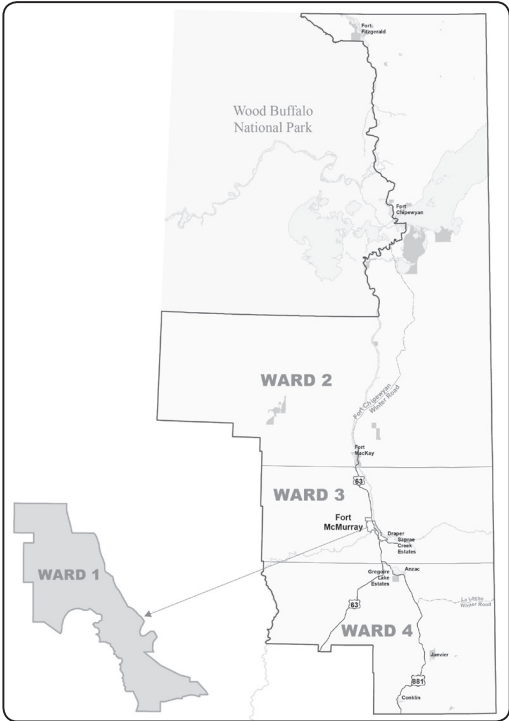 Fort
Fitzgerald
Wood Buffalo
National Park
Fort
Chipewyan
WARD 2
Fort Chipewyan
Winter Road
Fort
MacKay
63
WARD 3
Fort
McMurray
Draper
Saprae
Creek
Estates
WARD 1
Gregoire
Lake
Estates
Anzac
63
La Loche
Winter Road
WARD 4
Janvier
881
Conklin